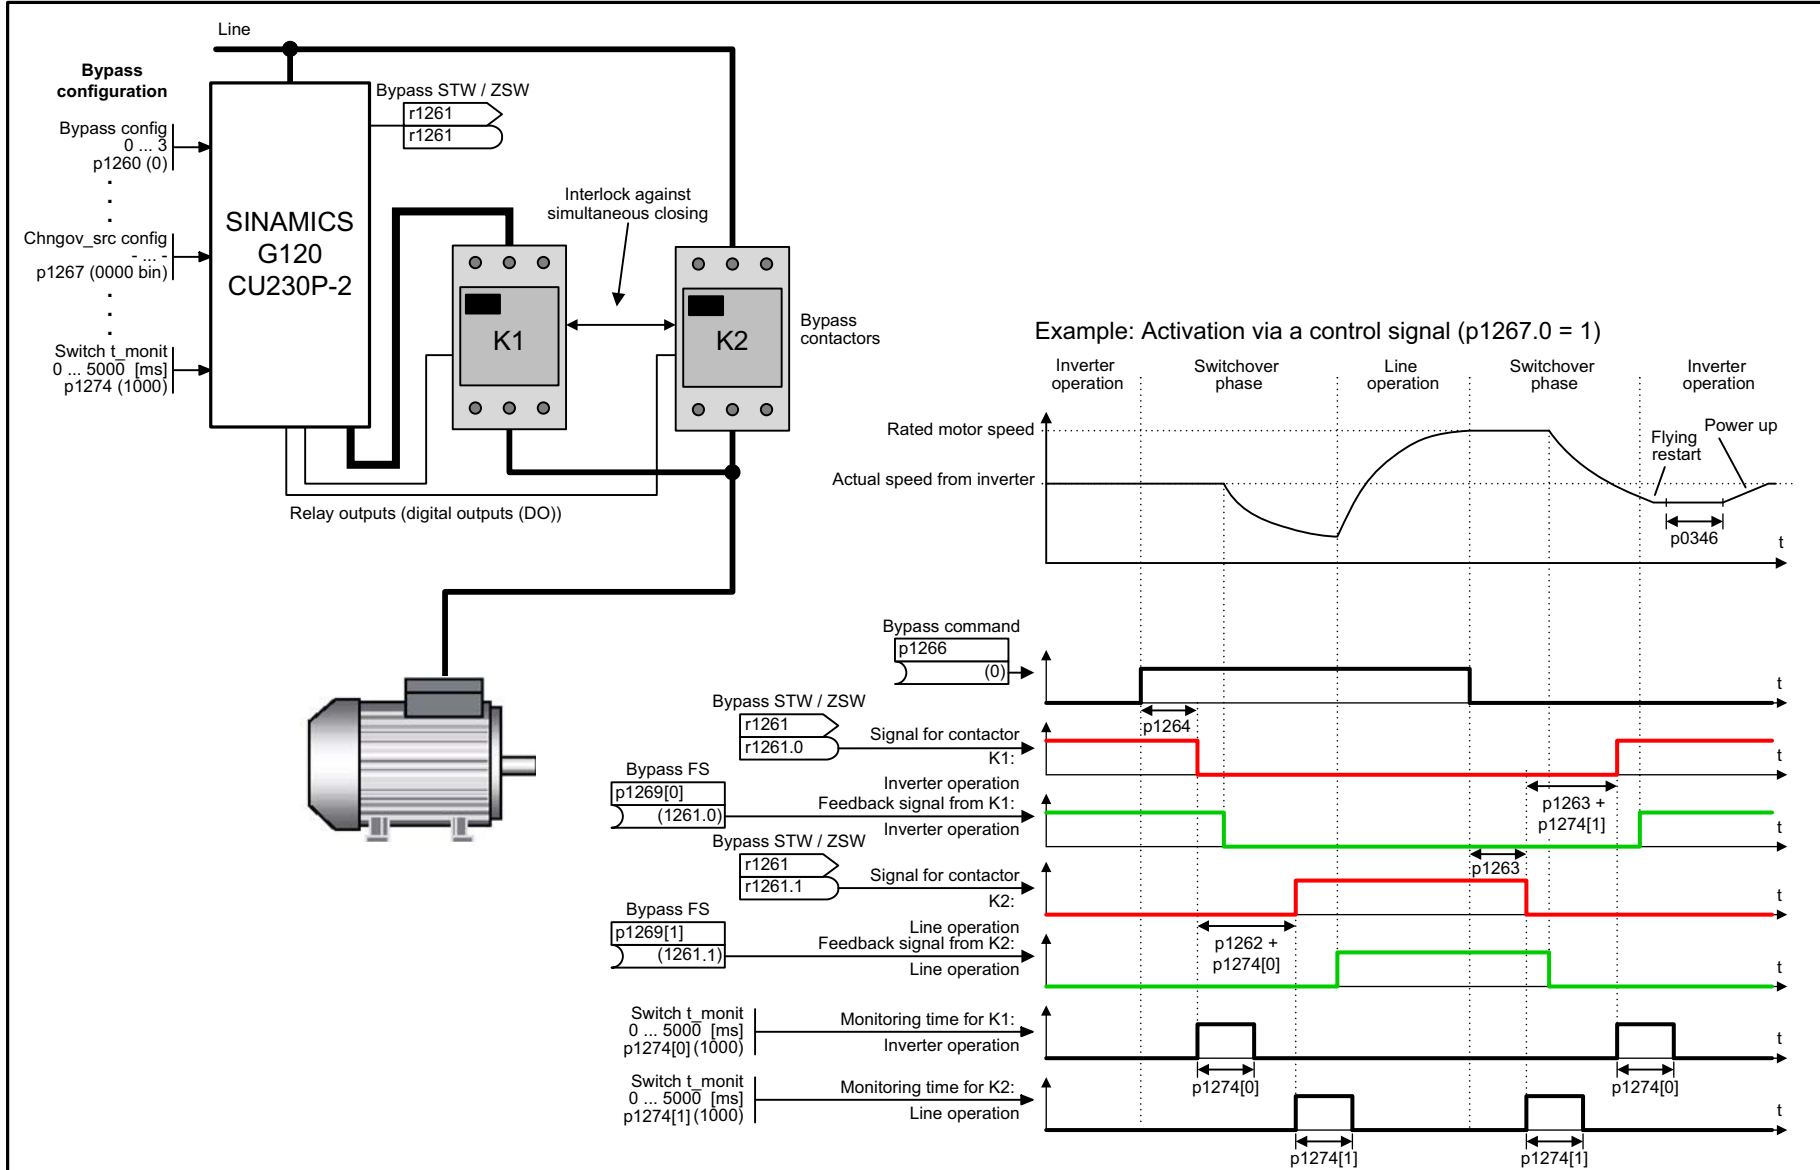 Line
Bypass
configuration
Bypass config
0 ... 3
p1260 (0)
Chngov_src config
- ... -
p1267 (0000 bin)
Switch t_monit
0 ... 5000 [ms]
p1274 (1000)
SINAMICS
G120
CU230P-2
Bypass STW / ZSW
r1261
r1261
Interlock against
simultaneous closing
K1
K2
Bypass
contactors
Relay outputs (digital outputs (DO))
Example: Activation via a control signal (p1267.0 = 1)
Inverter
operation
Switchover
phase
Line
operation
Switchover
phase
Inverter
operation
Rated motor speed
Actual speed from inverter
Flying
restart
Power up
p0346
t
Bypass command
p1266
(0)
t
p1264
Bypass STW / ZSW
r1261
r1261.0
Signal for contactor
K1:
Inverter operation
t
p1263 +
p1274[1]
Bypass FS
p1269[0]
(1261.0)
Feedback signal from K1:
Inverter operation
t
p1263
Bypass STW / ZSW
r1261
r1261.1
Signal for contactor
K2:
Line operation
t
p1262 +
p1274[0]
Bypass FS
p1269[1]
(1261.1)
Feedback signal from K2:
Line operation
t
Switch t_monit
0 ... 5000 [ms]
p1274[0] (1000)
Monitoring time for K1:
Inverter operation
t
p1274[0]
p1274[0]
Switch t_monit
0 ... 5000 [ms]
p1274[1] (1000)
Monitoring time for K2:
Line operation
t
p1274[1]
p1274[1]